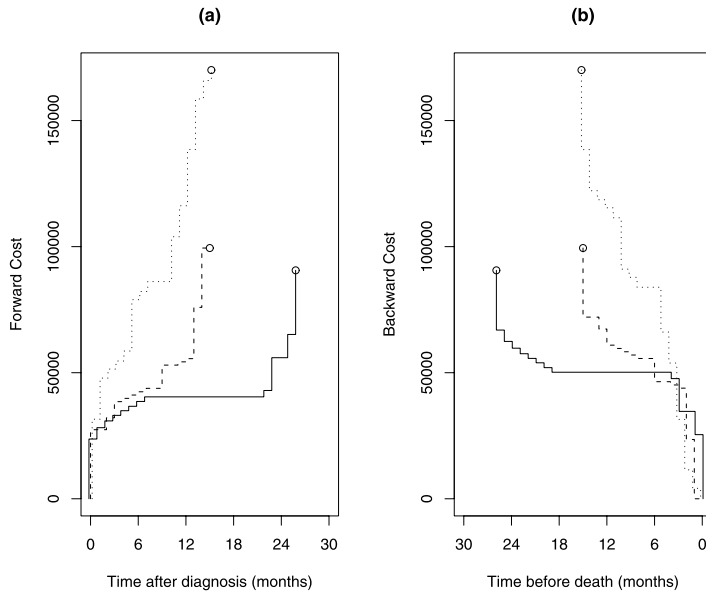 (a)
Forward Cost
150000
100000
50000
0
0 6 12 18 24 30
Time after diagnosis (months)
(b)
Backward Cost
150000
100000
50000
0
30 24 18 12 6 0
Time before death (months)